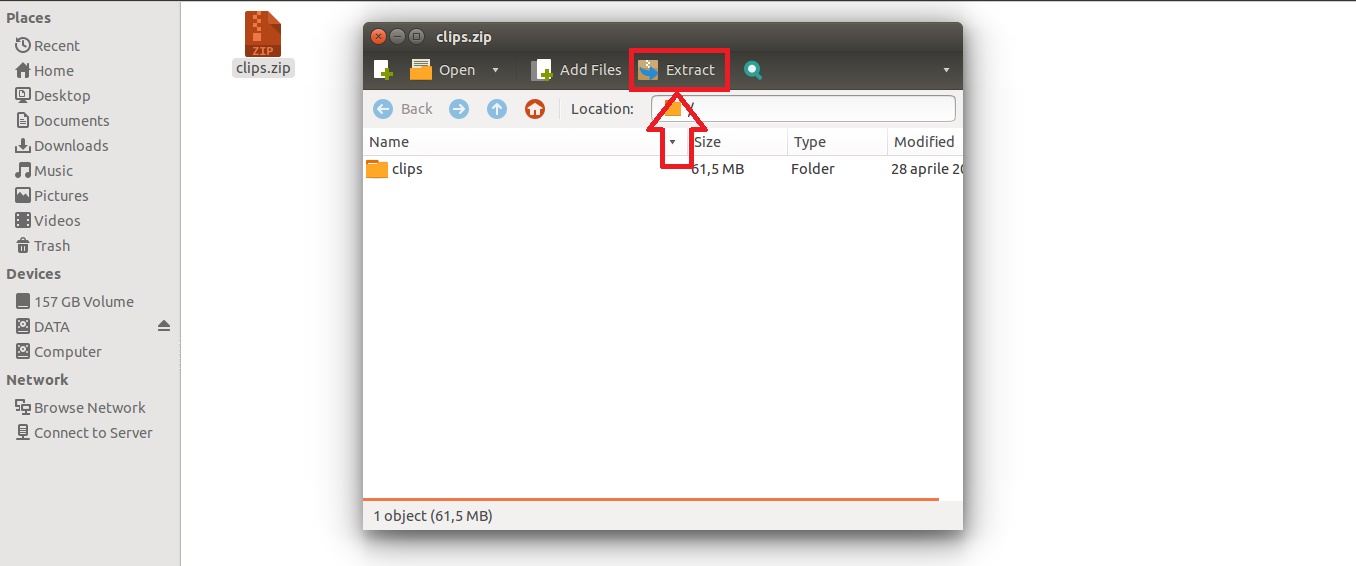 Places
Recent
Home
Desktop
Documents
Downloads
Music
Pictures
Videos
Trash
Devices
157 GB Volume
DATA
Computer
Network
Browse Network
Connect to Server
ZIP
clips.zip
clips.zip
Open Add Files Extract
Back Location: /
Name Size Type Modified
clips 61,5 MB Folder 28 aprile
1 object (61,5 MB)